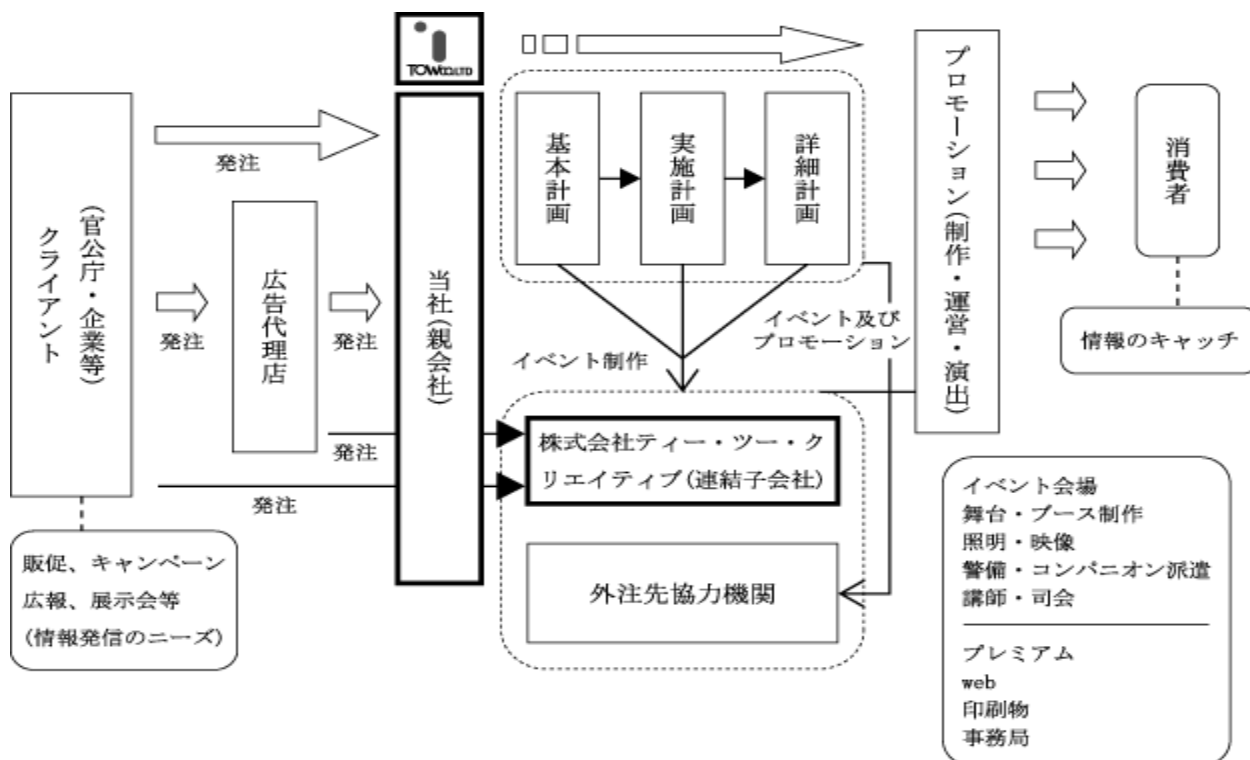 TOWCO.,LTD
(官公庁・企業等)
クライアント
発注
発注
広告代理店
発注
発注
発注
販促、キャンペーン
広報、展示会等
(情報発信のニーズ)
当社(親会社)
基本計画
実施計画
詳細計画
イベント制作
イベント及び
プロモーション
株式会社ティー・ツー・ク
リエイティブ(連結子会社)
外注先協力機関
プロモーション(制作・運営・演出)
消費者
情報のキャッチ
イベント会場
舞台・ブース制作
照明・映像
警備・コンパニオン派遣
講師・司会
プレミアム
web
印刷物
事務局